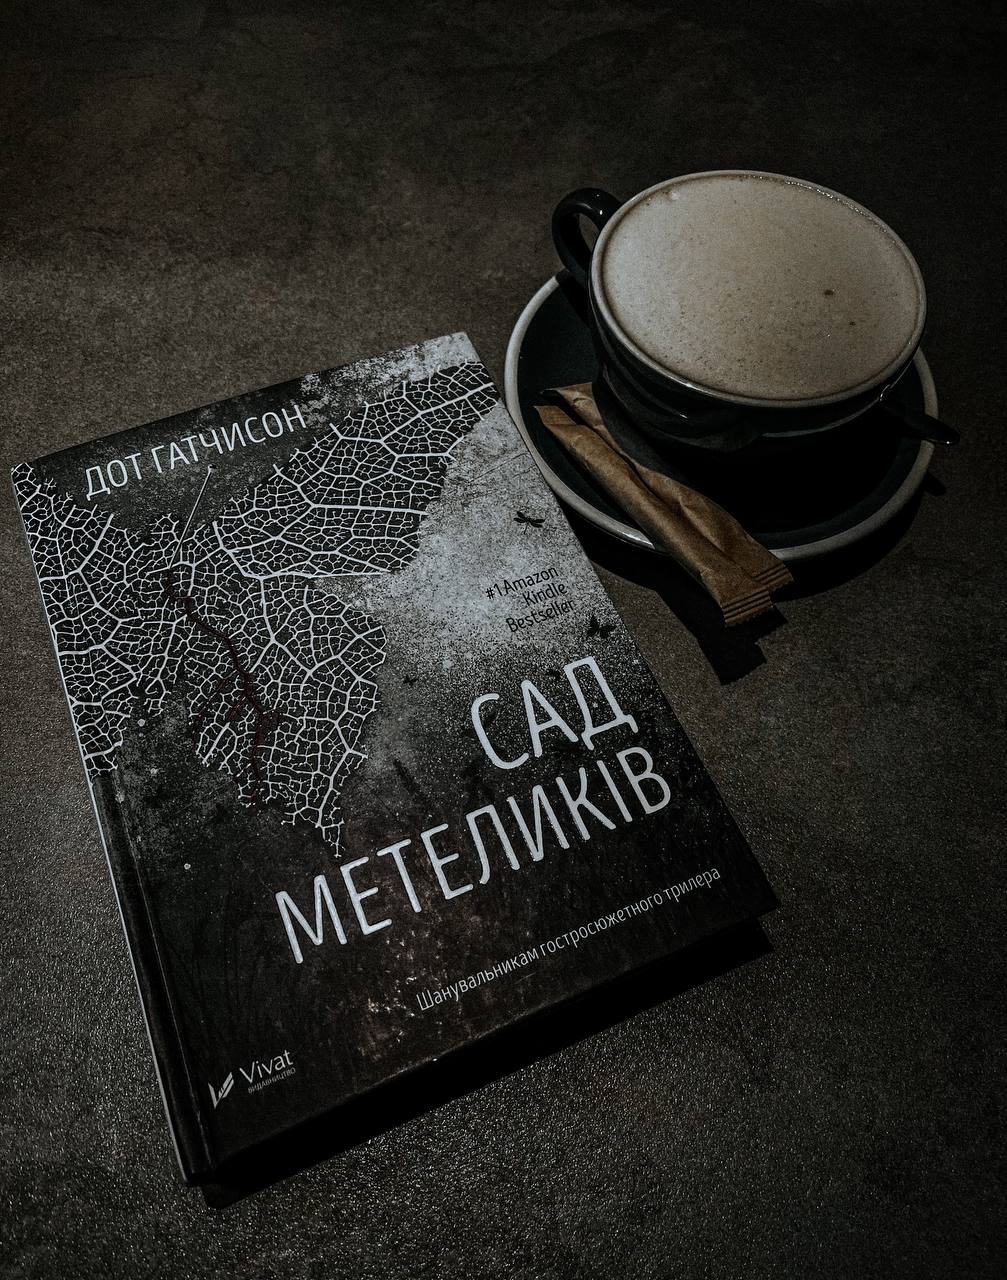 ДОТ ГАТЧИСОН
#1 Amazon
Kindle
Bestseller
САД
МЕТЕЛИКІВ
Шанувальникам гостросюжетного трилера
Vivat
ВИДАВНИЦТВО